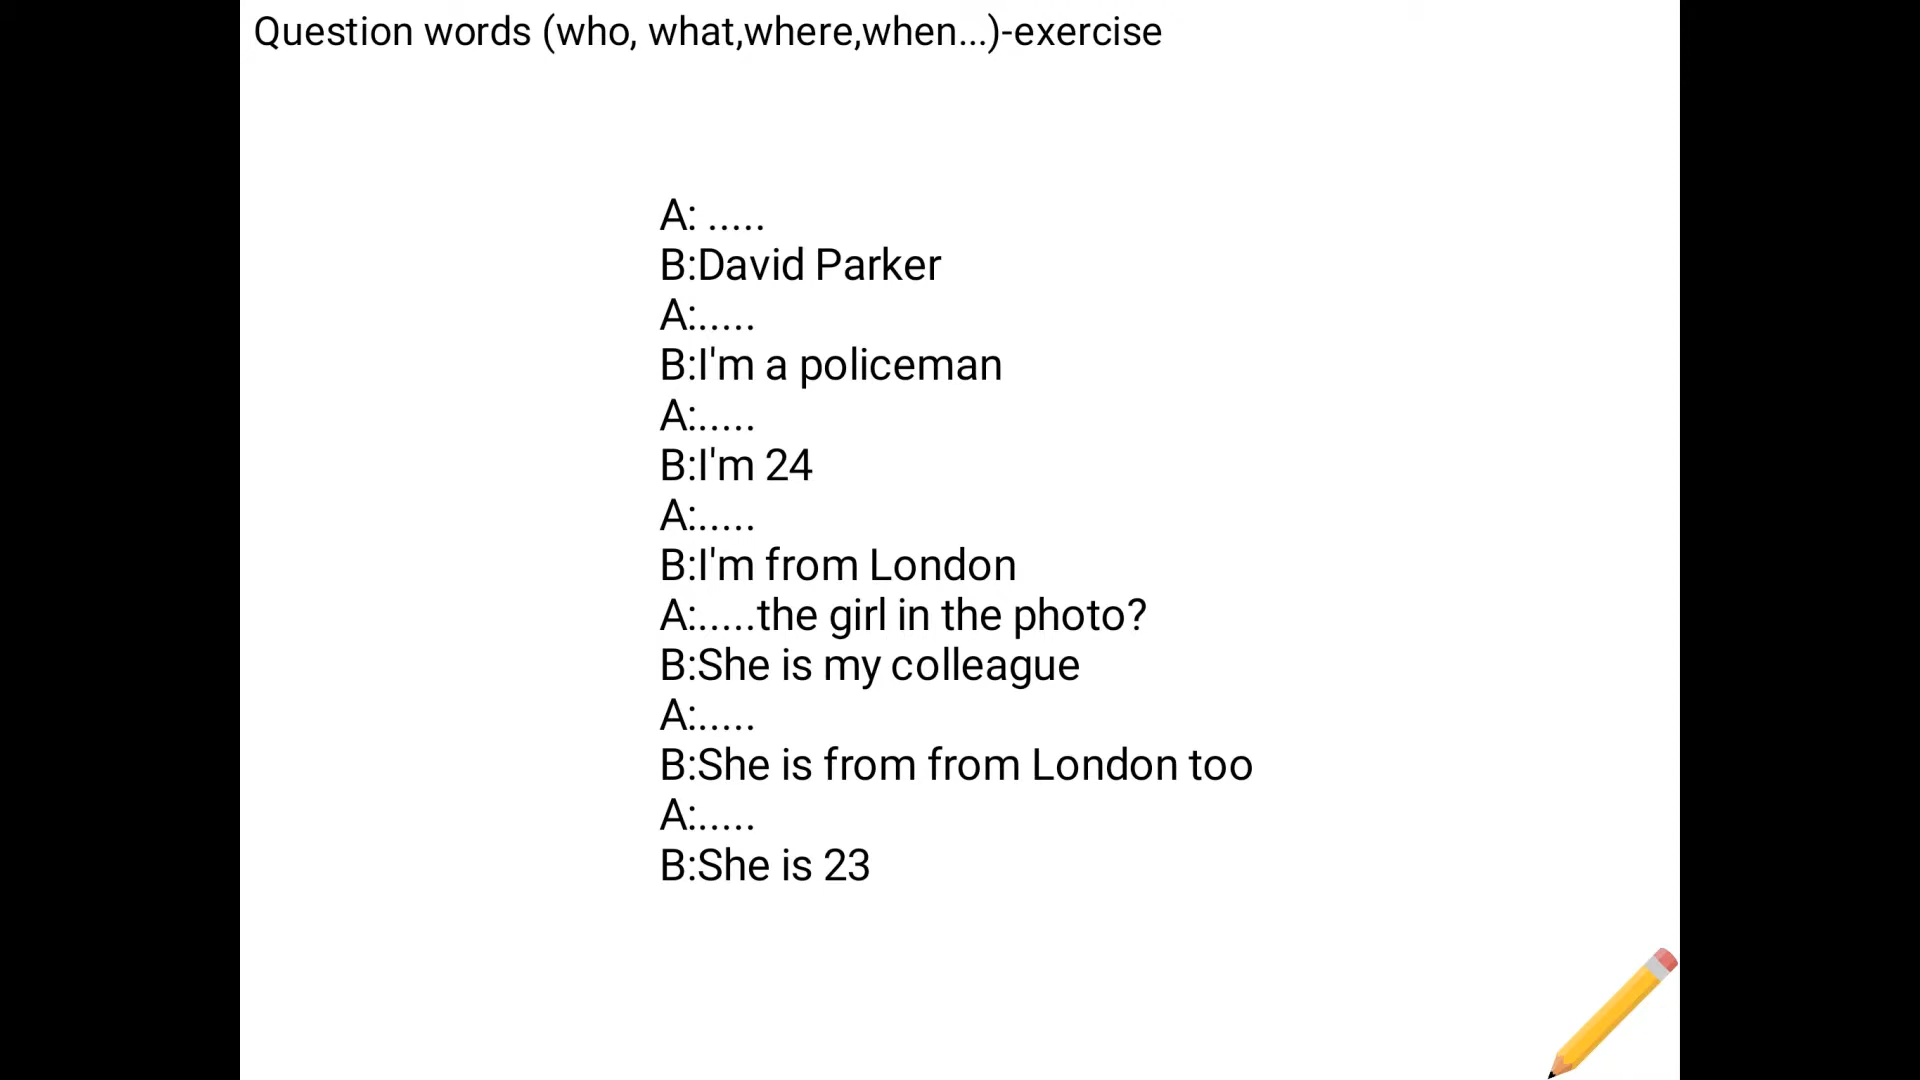 Question words (who, what,where,when...)-exercise
A: .....
B:David Parker
A:.....
B:I'm a policeman
A:.....
B:I'm 24
A:.....
B:I'm from London
A:.....the girl in the photo?
B:She is my colleague
A:.....
B:She is from from London too
A:.....
B:She is 23